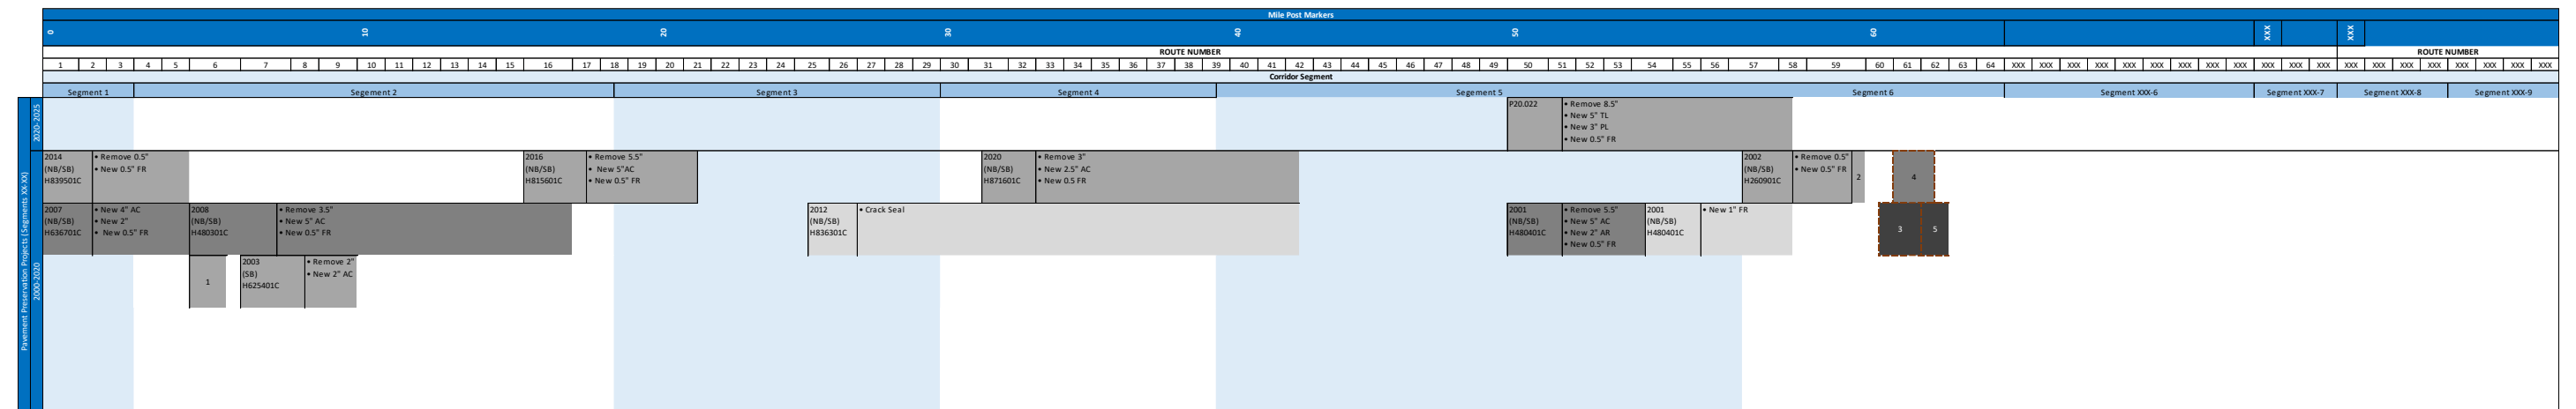 Mile Post Markers
0 10 20 30 40 50 60 XXX XXX
ROUTE NUMBER ROUTE NUMBER
1 2 3 4 5 6 7 8 9 10 11 12 13 14 15 16 17 18 19 20 21 22 23 24 25 26 27 28 29 30 31 32 33 34 35 36 37 38 39 40 41 42 43 44 45 46 47 48 49 50 51 52 53 54 55 56 57 58 59 60 61 62 63 64 XXX XXX XXX XXX XXX XXX XXX XXX XXX XXX XXX XXX XXX XXX XXX XXX XXX XXX XXX XXX
Corridor Segment
Segment 1 Segement 2 Segment 3 Segment 4 Segement 5 Segement 6 Segment XXX-6 Segment XXX-7 Segment XXX-8 Segment XXX-9
Pavement Preservation Projects (Segments XX-XX)
2020-2025
P20.022
• Remove 8.5"
• New 5" TL
• New 3" PL
• New 0.5" FR
2000-2020
2014
(NB/SB)
H839501C
• Remove 0.5"
• New 0.5" FR
2016
(NB/SB)
H815601C
• Remove 5.5"
• New 5"AC
• New 0.5" FR
2020
(NB/SB)
H871601C
• Remove 3"
• New 2.5" AC
• New 0.5 FR
2002
(NB/SB)
H260901C
• Remove 0.5"
• New 0.5" FR
2
4
2007
(NB/SB)
H636701C
• New 4" AC
• New 2"
• New 0.5" FR
2008
(NB/SB)
H480301C
• Remove 3.5"
• New 5" AC
• New 0.5" FR
2012
(NB/SB)
H836301C
• Crack Seal
2001
(NB/SB)
H480401C
• Remove 5.5"
• New 5" AC
• New 2" AR
• New 0.5" FR
2001
(NB/SB)
H480401C
• New 1" FR
3
5
1
2003
(SB)
H625401C
• Remove 2"
• New 2" AC